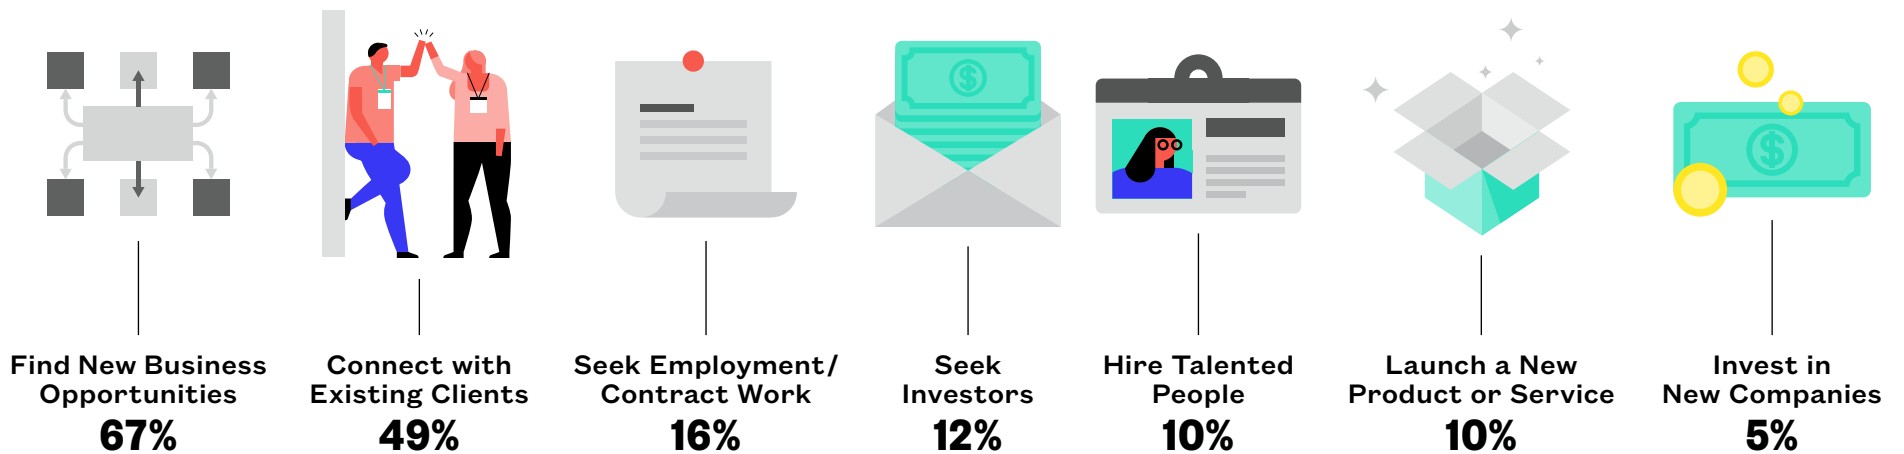 Find New Business
Opportunities
67%
Connect with
Existing Clients
49%
Seek Employment/
Contract Work
16%
Seek
Investors
12%
Hire Talented
People
10%
Launch a New
Product or Service
10%
Invest in
New Companies
5%
$
$